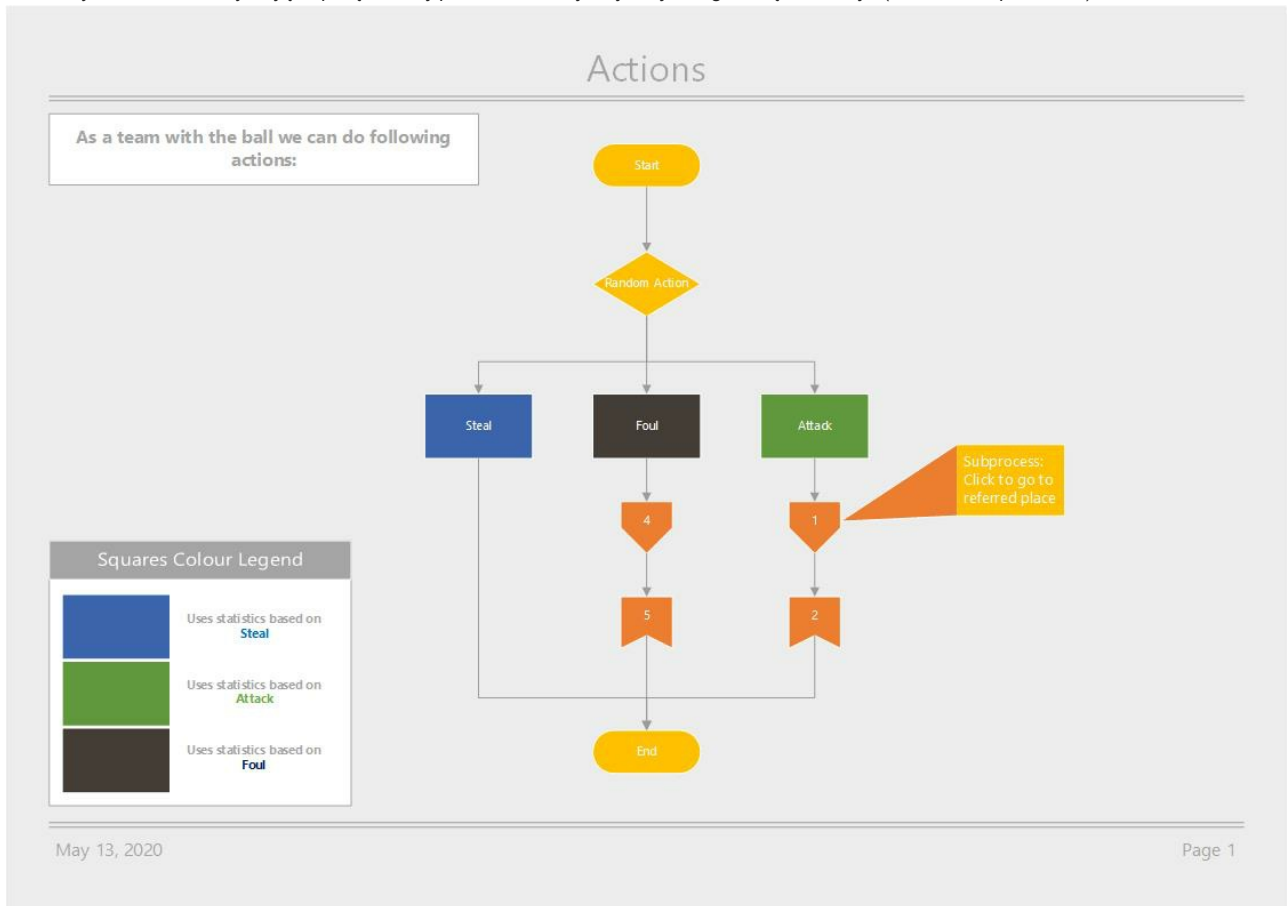 Actions
As a team with the ball we can do following
actions:
Start
Random Action
Steal
Foul
Attack
Subprocess:
Click to go to
referred place
4
1
5
2
End
Squares Colour Legend
Uses statistics based on
Steal
Uses statistics based on
Attack
Uses statistics based on
Foul
May 13, 2020
Page 1